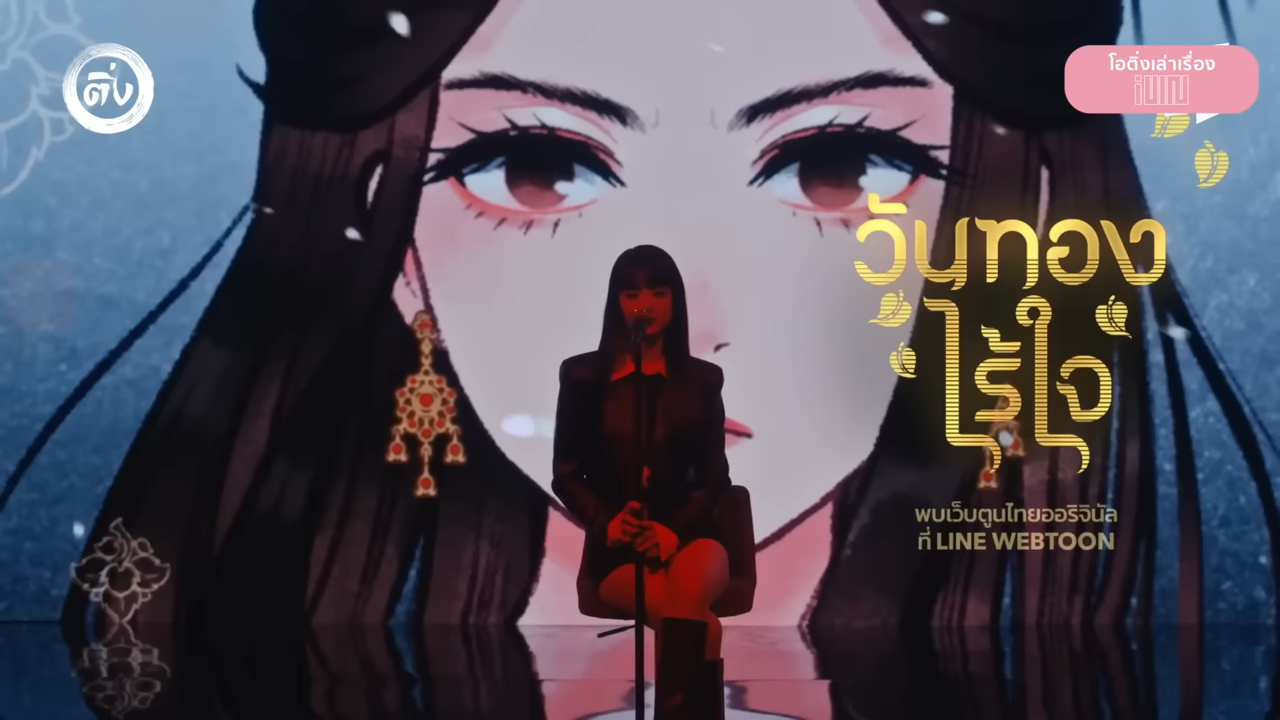 ติ่ง
โอติ่งเล่าเรื่อง
วันทอง
ไร้ใจ
พบเว็บตูนไทยออริจินัล
ที่ LINE WEBTOON